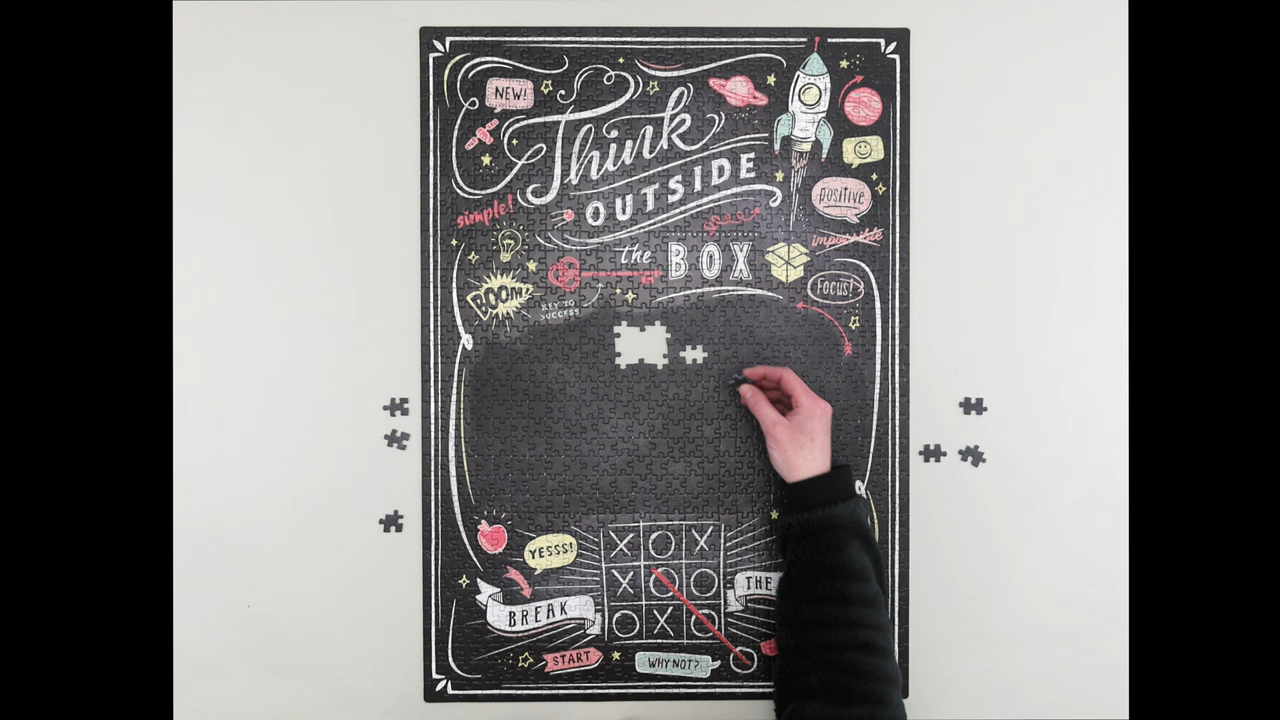 NEW!
Think
OUTSIDE
positive
simple!
impossible
the BOX
BOOM!
KEY TO
SUCCESS
FOCUS!
YESSS!
X O X
X O O
O X O
BREAK
THE
START
WHY NOT?